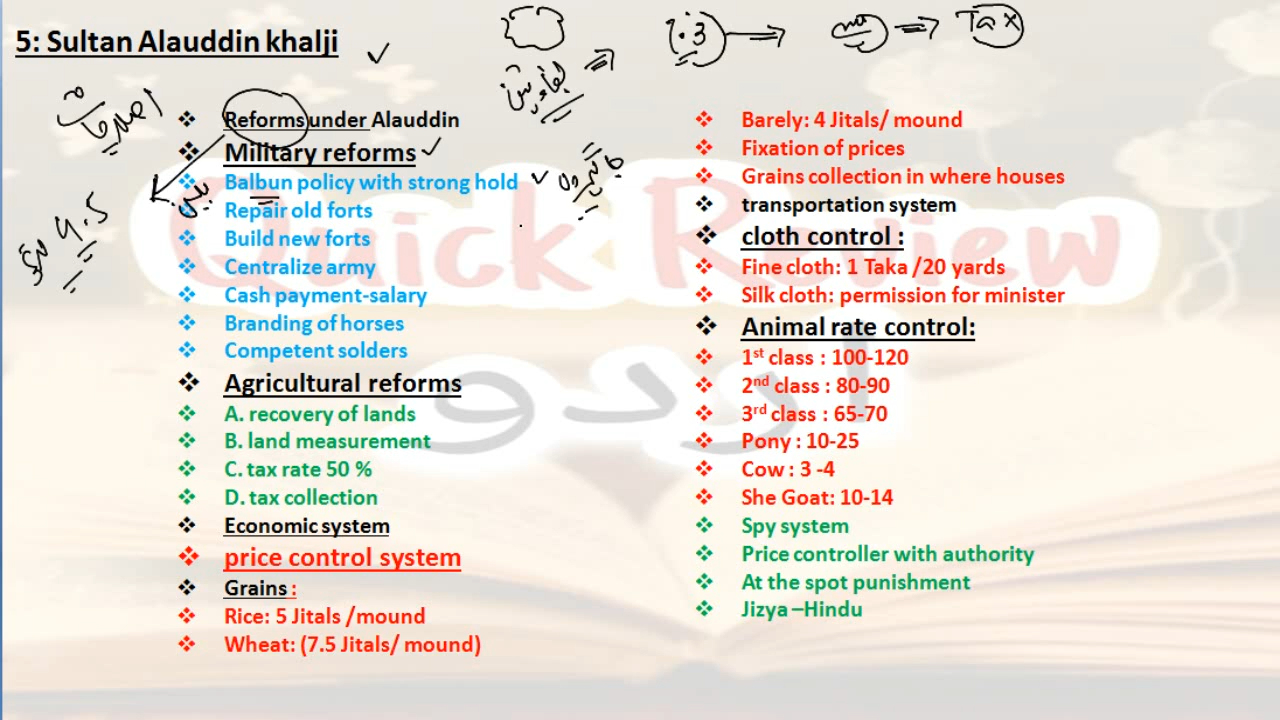 5: Sultan Alauddin khalji
Reforms under Alauddin
Military reforms
Balbun policy with strong hold
Repair old forts
Build new forts
Centralize army
Cash payment-salary
Branding of horses
Competent solders
Agricultural reforms
A. recovery of lands
B. land measurement
C. tax rate 50 %
D. tax collection
Economic system
price control system
Grains :
Rice: 5 Jitals /mound
Wheat: (7.5 Jitals/ mound)
Barely: 4 Jitals/ mound
Fixation of prices
Grains collection in where houses
transportation system
cloth control :
Fine cloth: 1 Taka /20 yards
Silk cloth: permission for minister
Animal rate control:
1st class : 100-120
2nd class : 80-90
3rd class : 65-70
Pony : 10-25
Cow : 3 -4
She Goat: 10-14
Spy system
Price controller with authority
At the spot punishment
Jizya –Hindu
Quick Review
اردو
Tax
اصلاحات
بغاوتیں
4.5